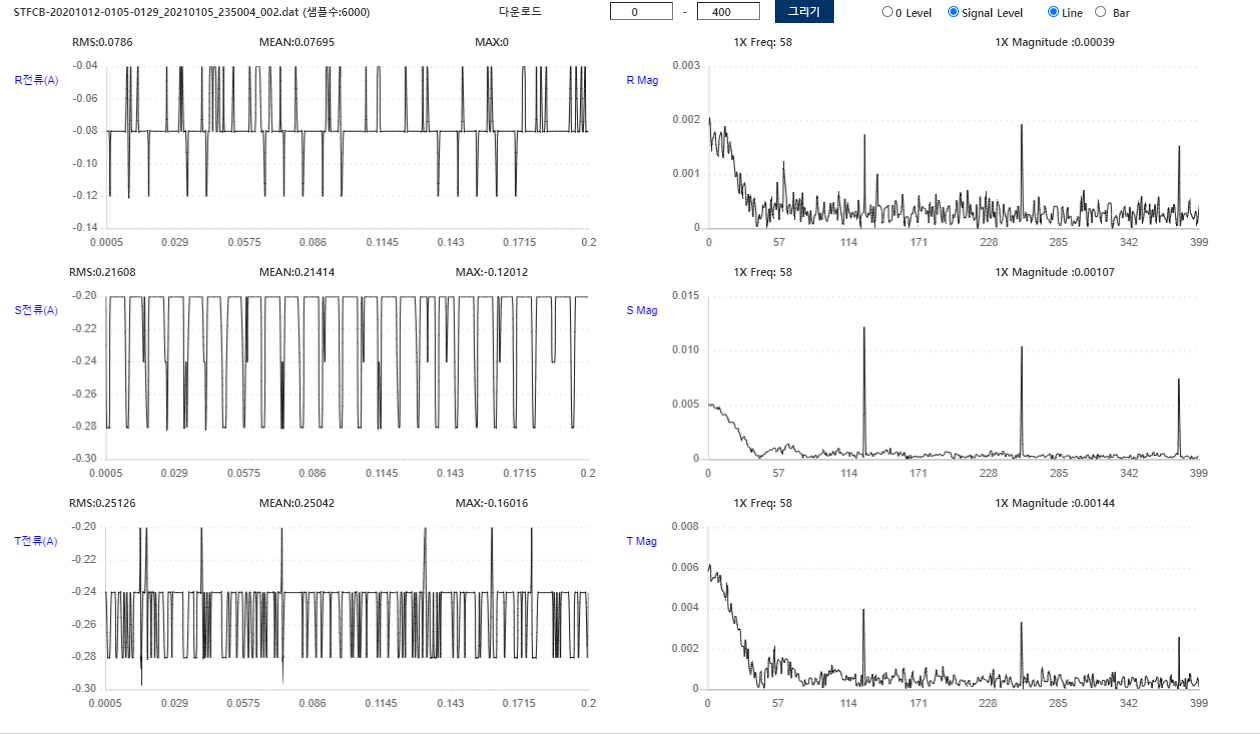 STFCB-20201012-0105-0129_20210105_235004_002.dat (샘플수:6000) 다운로드 0 - 400 그리기 0 Level Signal Level Line Bar
RMS:0.0786 MEAN:0.07695 MAX:0 1X Freq: 58 1X Magnitude :0.00039
R전류(A)
-0.04
-0.06
-0.08
-0.10
-0.12
-0.14
0.0005 0.029 0.0575 0.086 0.1145 0.143 0.1715 0.2
R Mag
0.003
0.002
0.001
0
0 57 114 171 228 285 342 399
RMS:0.21608 MEAN:0.21414 MAX:-0.12012 1X Freq: 58 1X Magnitude :0.00107
S전류(A)
-0.20
-0.22
-0.24
-0.26
-0.28
-0.30
0.0005 0.029 0.0575 0.086 0.1145 0.143 0.1715 0.2
S Mag
0.015
0.010
0.005
0
0 57 114 171 228 285 342 399
RMS:0.25126 MEAN:0.25042 MAX:-0.16016 1X Freq: 58 1X Magnitude :0.00144
T전류(A)
-0.20
-0.22
-0.24
-0.26
-0.28
-0.30
0.0005 0.029 0.0575 0.086 0.1145 0.143 0.1715 0.2
T Mag
0.008
0.006
0.004
0.002
0
0 57 114 171 228 285 342 399